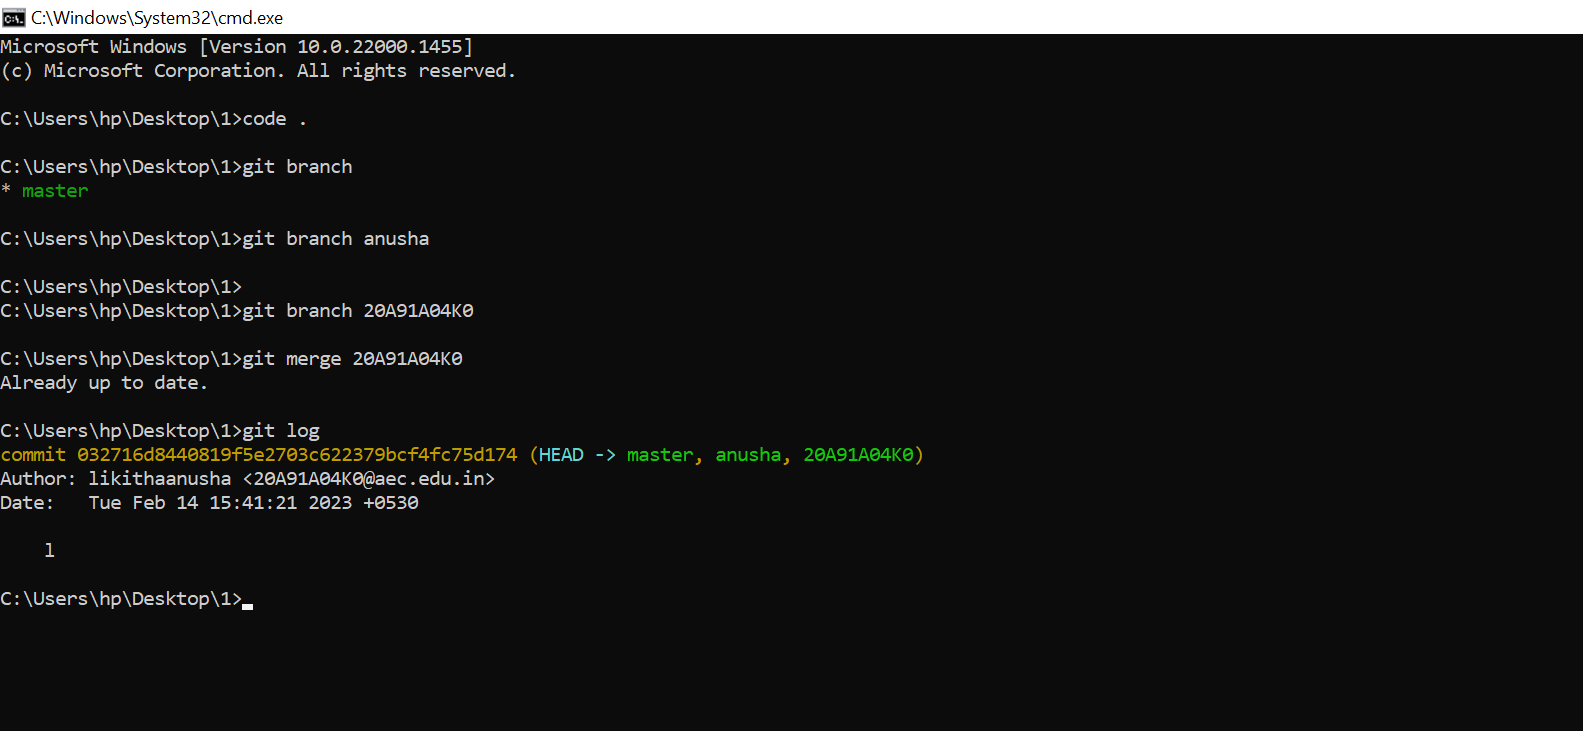 C:\Windows\System32\cmd.exe
Microsoft Windows [Version 10.0.22000.1455]
(c) Microsoft Corporation. All rights reserved.
C:\Users\hp\Desktop\1>code .
C:\Users\hp\Desktop\1>git branch
* master
C:\Users\hp\Desktop\1>git branch anusha
C:\Users\hp\Desktop\1>
C:\Users\hp\Desktop\1>git branch 20A91A04K0
C:\Users\hp\Desktop\1>git merge 20A91A04K0
Already up to date.
C:\Users\hp\Desktop\1>git log
commit 032716d8440819f5e2703c622379bcf4fc75d174 (HEAD -> master, anusha, 20A91A04K0)
Author: likithaanusha <20A91A04K0@aec.edu.in>
Date:   Tue Feb 14 15:41:21 2023 +0530
    l
C:\Users\hp\Desktop\1>